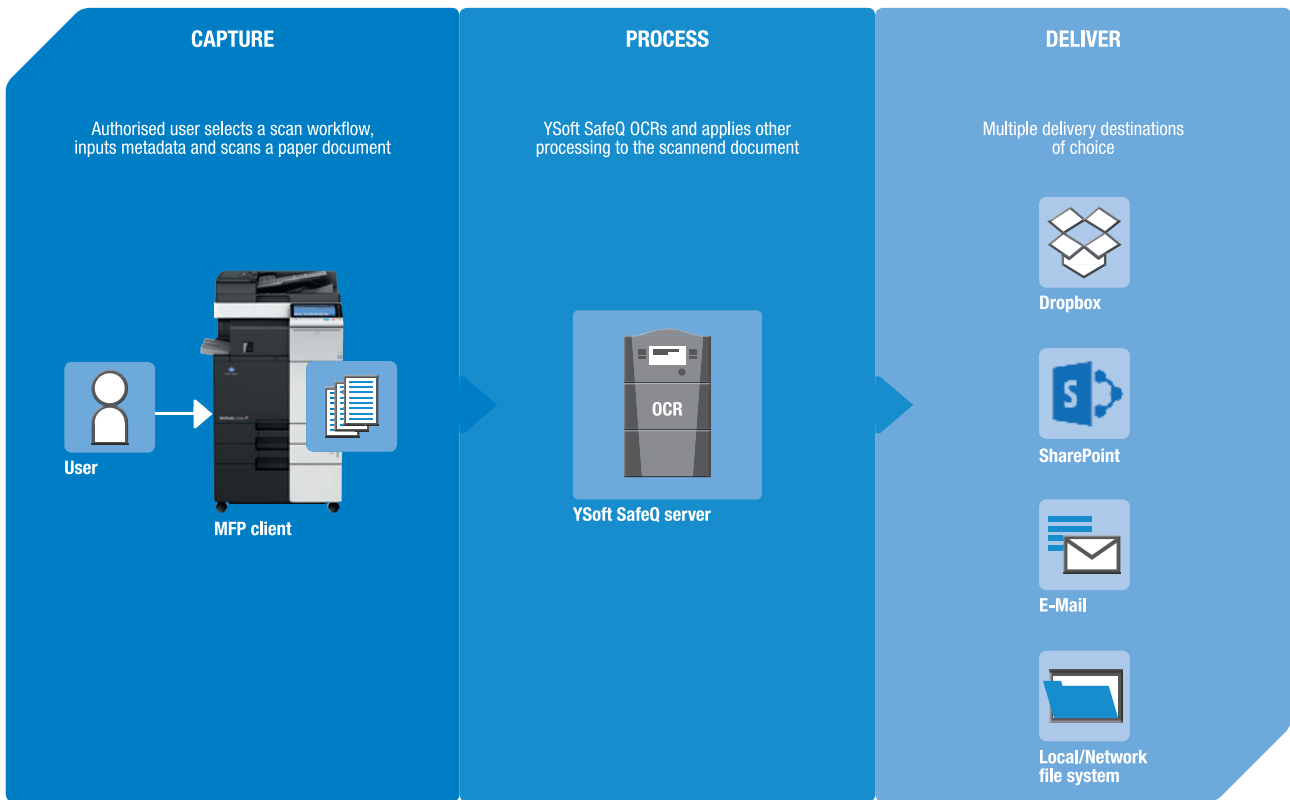 CAPTURE
Authorised user selects a scan workflow,
inputs metadata and scans a paper document
User
MFP client
PROCESS
YSoft SafeQ OCRs and applies other
processing to the scannend document
OCR
YSoft SafeQ server
DELIVER
Multiple delivery destinations
of choice
Dropbox
S
SharePoint
E-Mail
Local/Network
file system